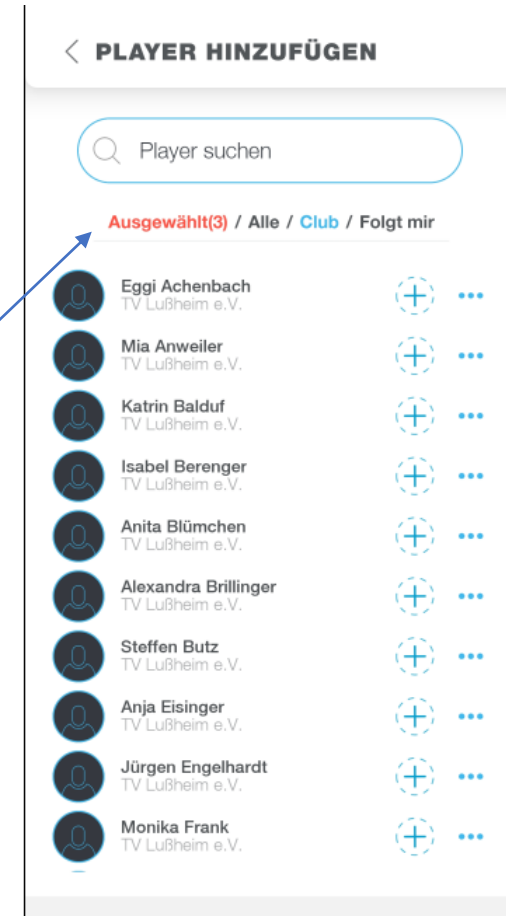 PLAYER HINZUFÜGEN
Player suchen
Ausgewählt(3) / Alle / Club / Folgt mir
Eggi Achenbach
TV Lußheim e.V.
Mia Anweiler
TV Lußheim e.V.
Katrin Balduf
TV Lußheim e.V.
Isabel Berenger
TV Lußheim e.V.
Anita Blümchen
TV Lußheim e.V.
Alexandra Brillinger
TV Lußheim e.V.
Steffen Butz
TV Lußheim e.V.
Anja Eisinger
TV Lußheim e.V.
Jürgen Engelhardt
TV Lußheim e.V.
Monika Frank
TV Lußheim e.V.